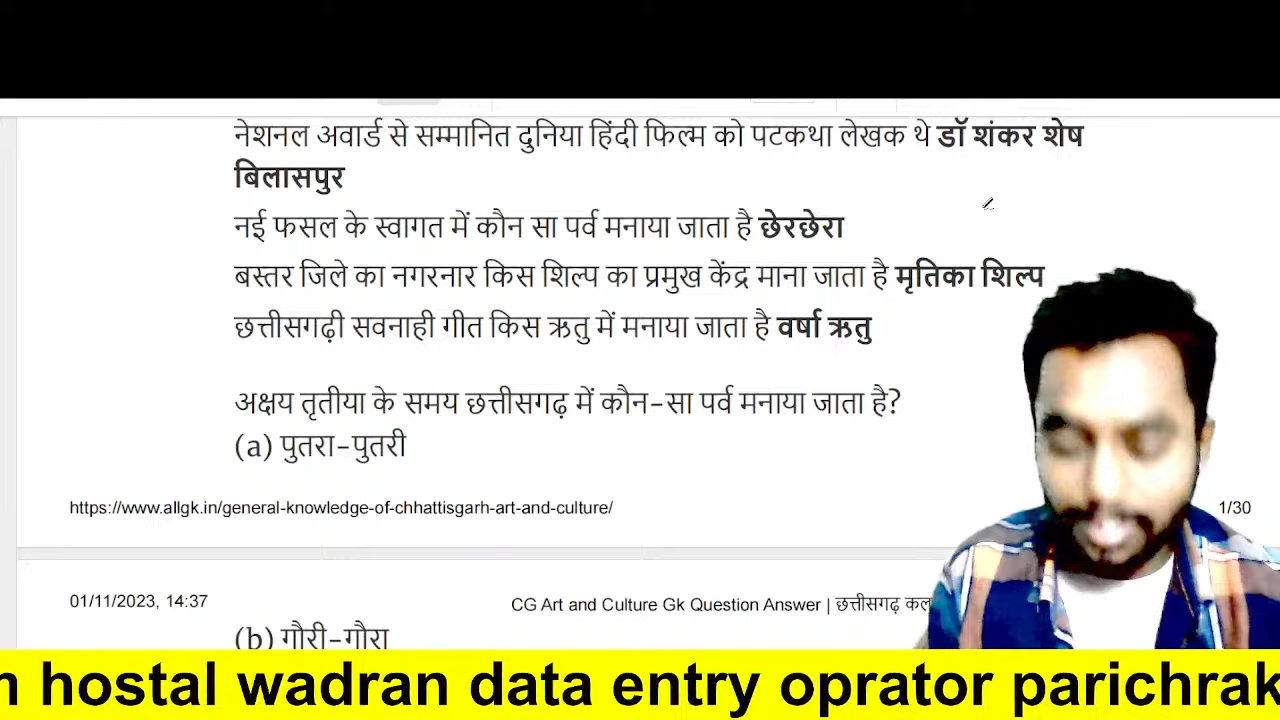 नेशनल अवार्ड से सम्मानित दुनिया हिंदी फिल्म को पटकथा लेखक थे डॉ शंकर शेष
बिलासपुर
नई फसल के स्वागत में कौन सा पर्व मनाया जाता है छेरछेरा
बस्तर जिले का नगरनार किस शिल्प का प्रमुख केंद्र माना जाता है मृतिका शिल्प
छत्तीसगढ़ी सवनाही गीत किस ऋतु में मनाया जाता है वर्षा ऋतु
अक्षय तृतीया के समय छत्तीसगढ़ में कौन-सा पर्व मनाया जाता है?
(a) पुतरा-पुतरी
https://www.allgk.in/general-knowledge-of-chhattisgarh-art-and-culture/ 1/30
01/11/2023, 14:37 CG Art and Culture Gk Question Answer | छत्तीसगढ़
(b) गौरी-गौरा
hostal wadran data entry oprator parichrak